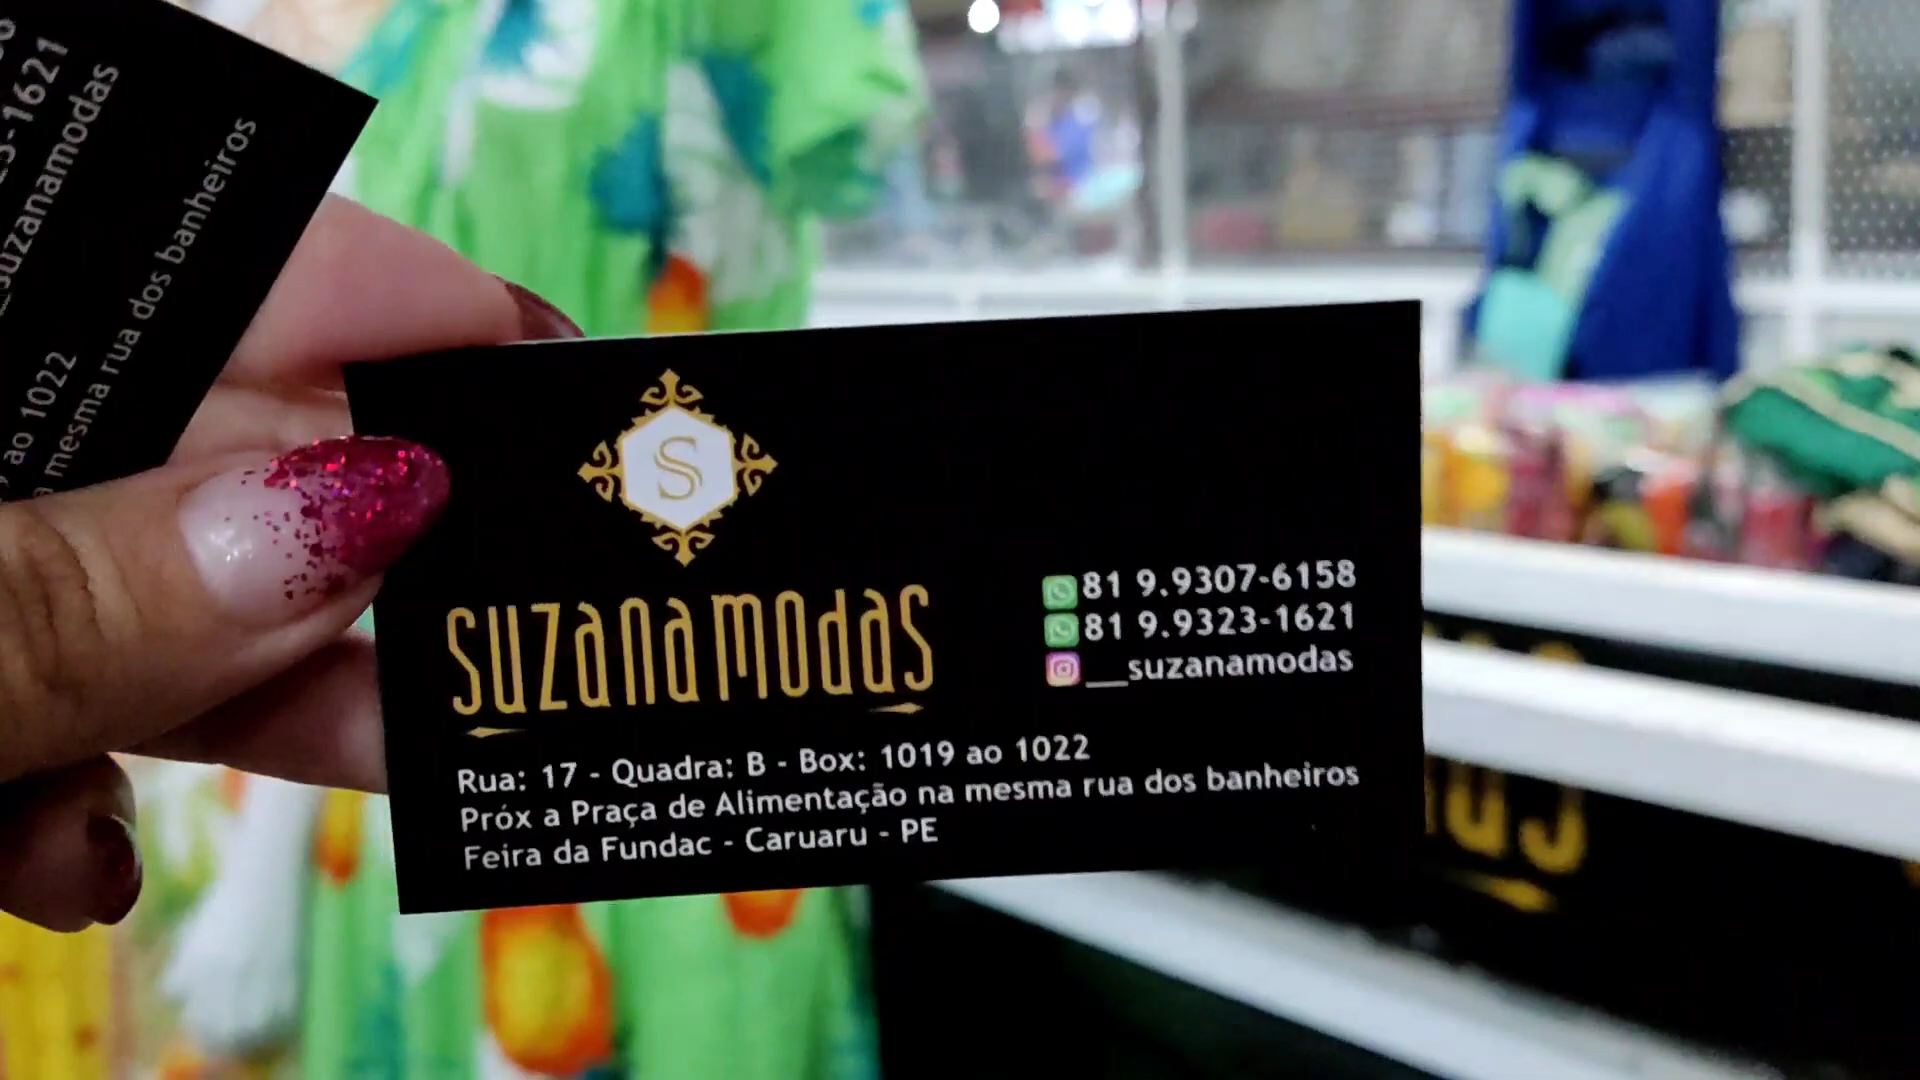 3-1621
_suzanamodas
ao 1022
mesma rua dos banheiros
S
suzanamodas
81 9.9307-6158
81 9.9323-1621
__suzanamodas
Rua: 17 - Quadra: B - Box: 1019 ao 1022
Próx a Praça de Alimentação na mesma rua dos banheiros
Feira da Fundac - Caruaru - PE